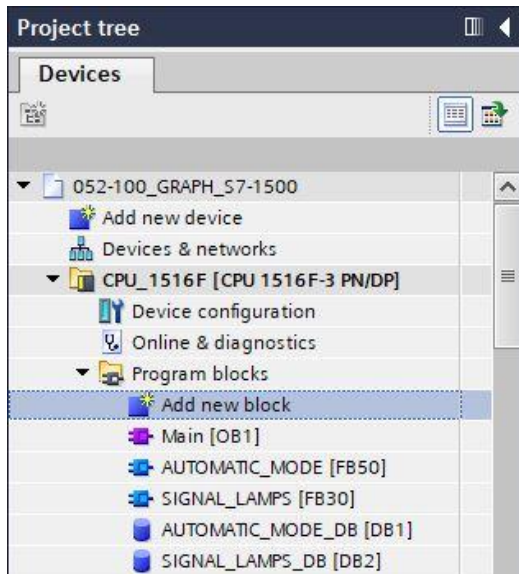 Project tree
Devices
052-100_GRAPH_S7-1500
Add new device
Devices & networks
CPU_1516F [CPU 1516F-3 PN/DP]
Device configuration
Online & diagnostics
Program blocks
Add new block
Main [OB1]
AUTOMATIC_MODE [FB50]
SIGNAL_LAMPS [FB30]
AUTOMATIC_MODE_DB [DB1]
SIGNAL_LAMPS_DB [DB2]